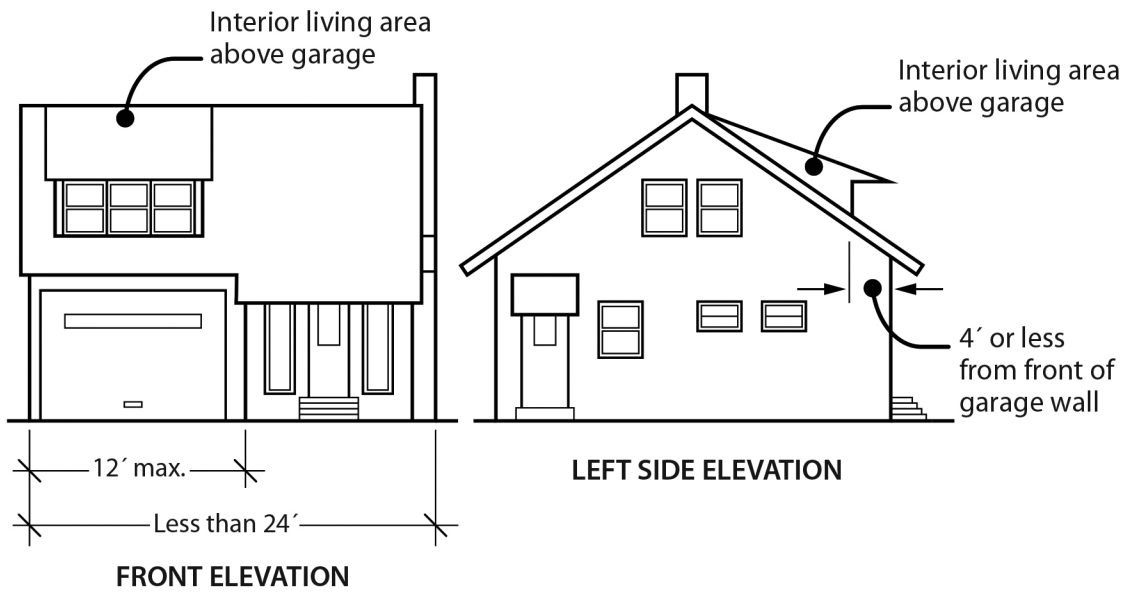 Interior living area
above garage
Interior living area
above garage
4´ or less
from front of
garage wall
12´ max.
LEFT SIDE ELEVATION
Less than 24´
FRONT ELEVATION